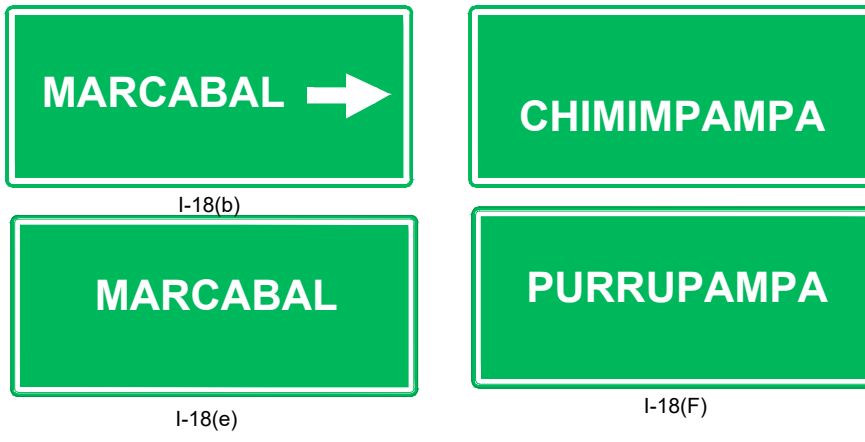 MARCABAL
CHIMIMPAMPA
I-18(b)
MARCABAL
PURRUPAMPA
I-18(e)
I-18(F)